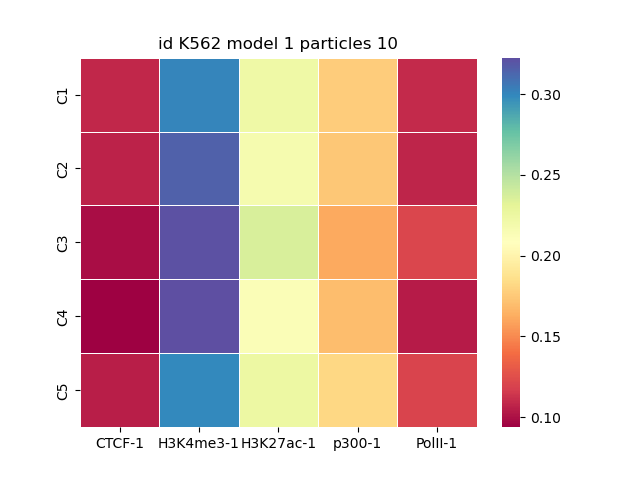 id K562 model 1 particles 10
C1
C2
C3
C4
C5
CTCF-1 H3K4me3-1 H3K27ac-1 p300-1 PolII-1
0.30
0.25
0.20
0.15
0.10